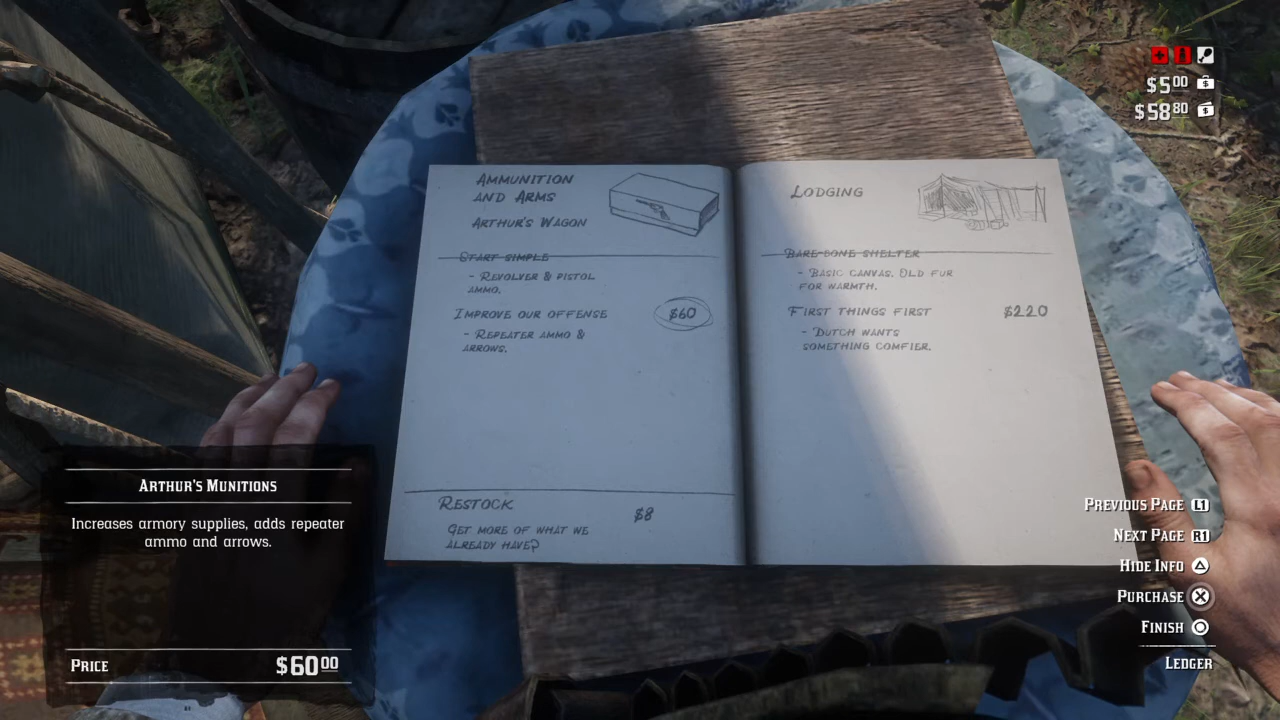 $5.00
$58.80
AMMUNITION
AND ARMS
ARTHUR'S WAGON
START SIMPLE
- REVOLVER & PISTOL
AMMO.
IMPROVE OUR OFFENSE $60
- REPEATER AMMO &
ARROWS.
RESTOCK $8
GET MORE OF WHAT WE
ALREADY HAVE?
LODGING
BARE-BONE SHELTER
- BASIC CANVAS. OLD FUR
FOR WARMTH.
FIRST THINGS FIRST $220
- DUTCH WANTS
SOMETHING COMFIER.
ARTHUR'S MUNITIONS
Increases armory supplies, adds repeater
ammo and arrows.
PRICE $60.00
PREVIOUS PAGE L1
NEXT PAGE R1
HIDE INFO
PURCHASE
FINISH
LEDGER